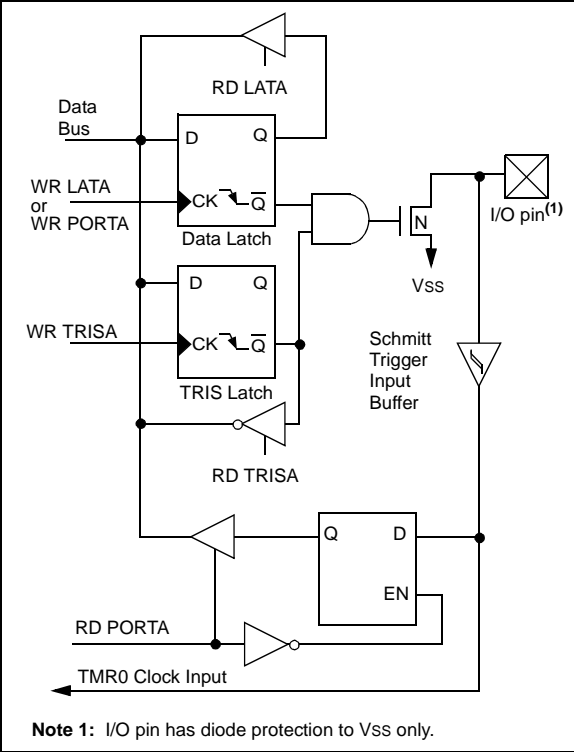 RD LATA
Data
Bus
D
Q
WR LATA
or
WR PORTA
CK
Q̅
N
I/O pin(1)
Data Latch
VSS
D
Q
WR TRISA
CK
Q̅
TRIS Latch
Schmitt
Trigger
Input
Buffer
RD TRISA
Q
D
EN
RD PORTA
TMR0 Clock Input
Note 1: I/O pin has diode protection to VSS only.